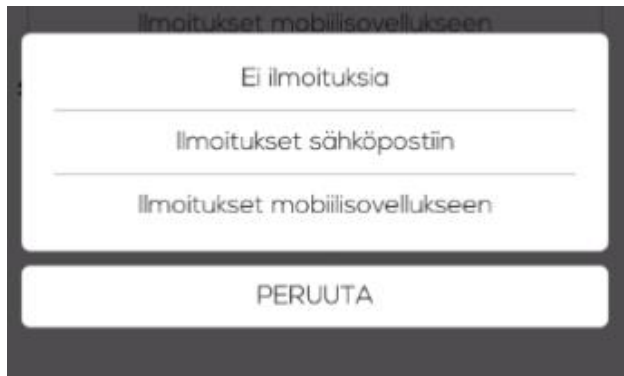 Ilmoitukset mobiilisovellukseen
Ei ilmoituksia
Ilmoitukset sähköpostiin
Ilmoitukset mobiilisovellukseen
PERUUTA